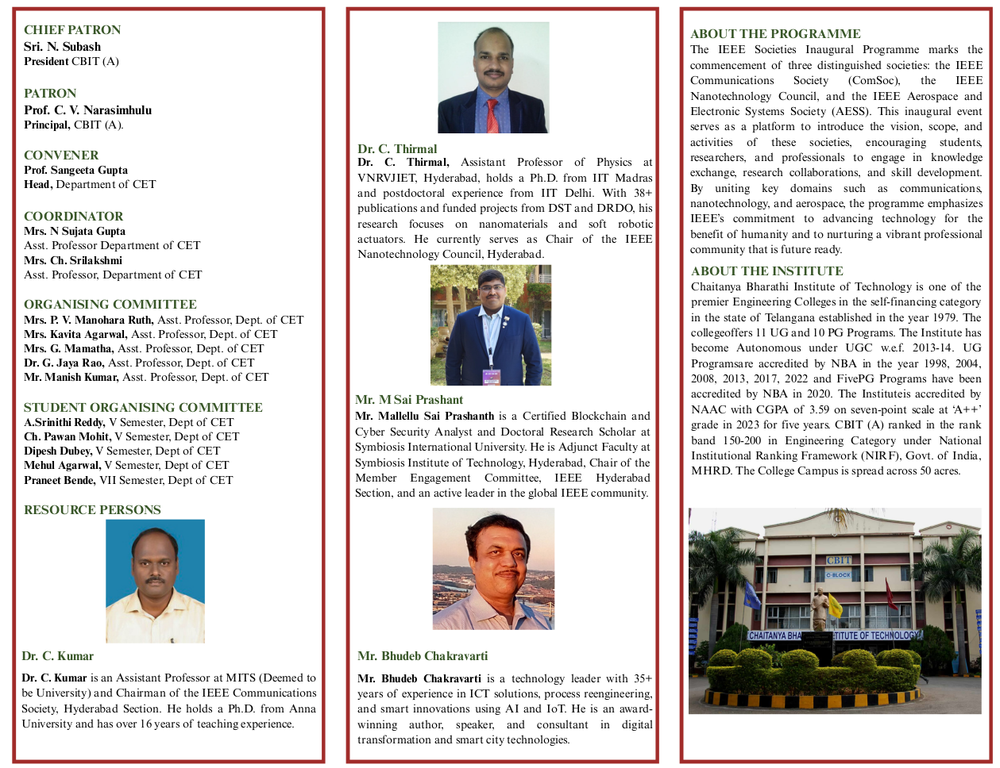 CHIEF PATRON
Sri. N. Subash
President CBIT (A)
PATRON
Prof. C. V. Narasimhulu
Principal, CBIT (A).
CONVENER
Prof. Sangeeta Gupta
Head, Department of CET
COORDINATOR
Mrs. N Sujata Gupta
Asst. Professor Department of CET
Mrs. Ch. Srilakshmi
Asst. Professor, Department of CET
ORGANISING COMMITTEE
Mrs. P. V. Manohara Ruth, Asst. Professor, Dept. of CET
Mrs. Kavita Agarwal, Asst. Professor, Dept. of CET
Mrs. G. Mamatha, Asst. Professor, Dept. of CET
Dr. G. Jaya Rao, Asst. Professor, Dept. of CET
Mr. Manish Kumar, Asst. Professor, Dept. of CET
STUDENT ORGANISING COMMITTEE
A.Srinithi Reddy, V Semester, Dept of CET
Ch. Pawan Mohit, V Semester, Dept of CET
Dipesh Dubey, V Semester, Dept of CET
Mehul Agarwal, V Semester, Dept of CET
Praneet Bende, VII Semester, Dept of CET
RESOURCE PERSONS
Dr. C. Kumar
Dr. C. Kumar is an Assistant Professor at MITS (Deemed to
be University) and Chairman of the IEEE Communications
Society, Hyderabad Section. He holds a Ph.D. from Anna
University and has over 16 years of teaching experience.
Dr. C. Thirmal
Dr. C. Thirmal, Assistant Professor of Physics at
VNRVJIET, Hyderabad, holds a Ph.D. from IIT Madras
and postdoctoral experience from IIT Delhi. With 38+
publications and funded projects from DST and DRDO, his
research focuses on nanomaterials and soft robotic
actuators. He currently serves as Chair of the IEEE
Nanotechnology Council, Hyderabad.
Mr. M Sai Prashant
Mr. Mallellu Sai Prashanth is a Certified Blockchain and
Cyber Security Analyst and Doctoral Research Scholar at
Symbiosis International University. He is Adjunct Faculty at
Symbiosis Institute of Technology, Hyderabad, Chair of the
Member Engagement Committee, IEEE Hyderabad
Section, and an active leader in the global IEEE community.
Mr. Bhudeb Chakravarti
Mr. Bhudeb Chakravarti is a technology leader with 35+
years of experience in ICT solutions, process reengineering,
and smart innovations using AI and IoT. He is an award-
winning author, speaker, and consultant in digital
transformation and smart city technologies.
ABOUT THE PROGRAMME
The IEEE Societies Inaugural Programme marks the
commencement of three distinguished societies: the IEEE
Communications Society (ComSoc), the IEEE
Nanotechnology Council, and the IEEE Aerospace and
Electronic Systems Society (AESS). This inaugural event
serves as a platform to introduce the vision, scope, and
activities of these societies, encouraging students,
researchers, and professionals to engage in knowledge
exchange, research collaborations, and skill development.
By uniting key domains such as communications,
nanotechnology, and aerospace, the programme emphasizes
IEEE’s commitment to advancing technology for the
benefit of humanity and to nurturing a vibrant professional
community that is future ready.
ABOUT THE INSTITUTE
Chaitanya Bharathi Institute of Technology is one of the
premier Engineering Colleges in the self-financing category
in the state of Telangana established in the year 1979. The
collegeoffers 11 UG and 10 PG Programs. The Institute has
become Autonomous under UGC w.e.f. 2013-14. UG
Programsare accredited by NBA in the year 1998, 2004,
2008, 2013, 2017, 2022 and FivePG Programs have been
accredited by NBA in 2020. The Instituteis accredited by
NAAC with CGPA of 3.59 on seven-point scale at ‘A++’
grade in 2023 for five years. CBIT (A) ranked in the rank
band 150-200 in Engineering Category under National
Institutional Ranking Framework (NIRF), Govt. of India,
MHRD. The College Campus is spread across 50 acres.
CBIT
C-BLOCK
CHAITANYA BHA TITUTE OF TECHNOLOGY